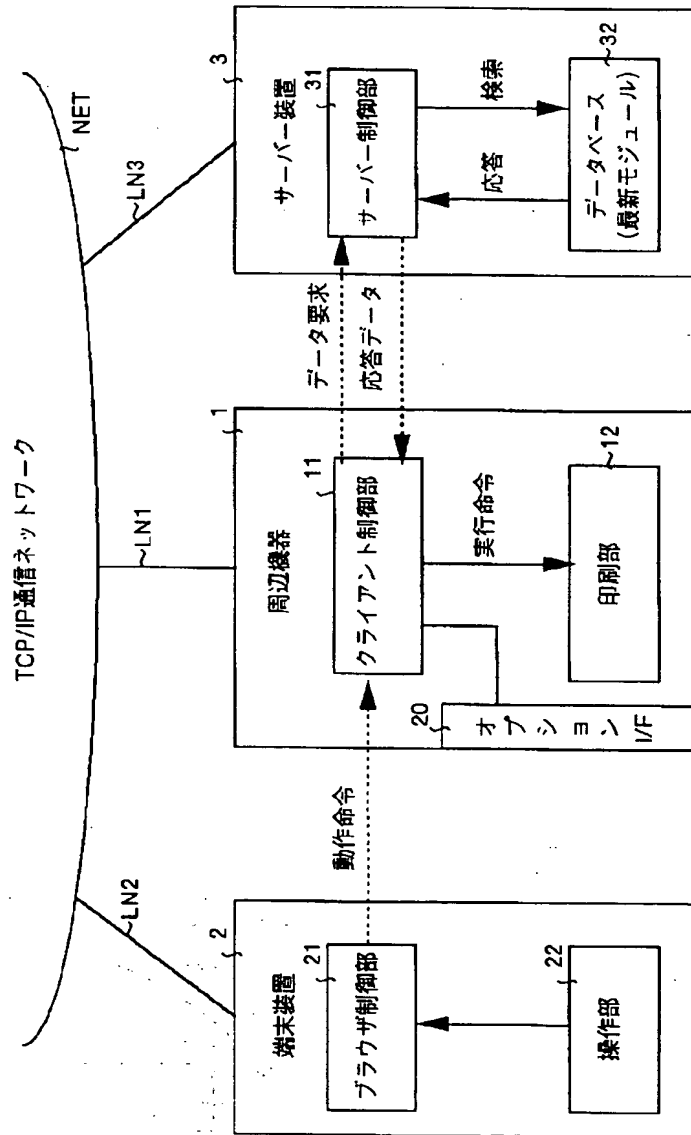 TCP/IP通信ネットワーク
NET
LN2
LN1
LN3
2
端末装置
21
ブラウザ制御部
22
操作部
動作命令
1
周辺機器
11
クライアント制御部
実行命令
12
印刷部
20
オプション
I/F
データ要求
応答データ
3
サーバー装置
31
サーバー制御部
応答
検索
32
データベース
(最新モジュール)